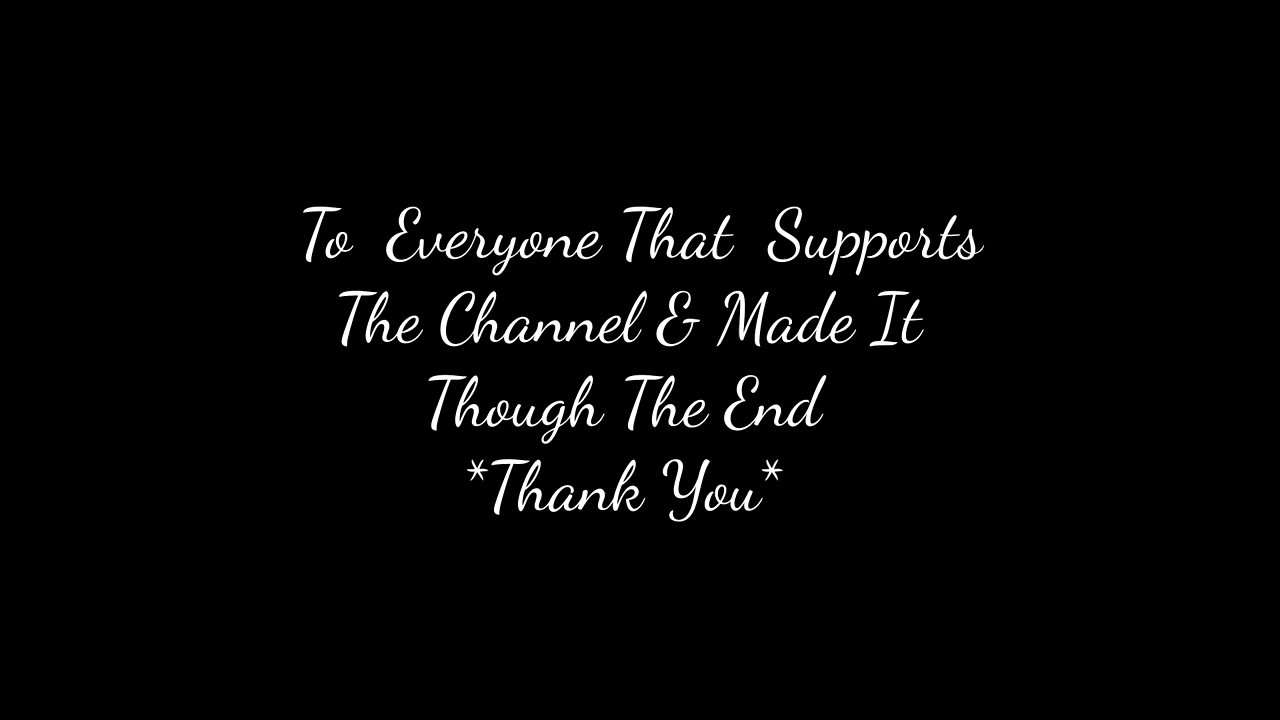 To Everyone That Supports
The Channel & Made It
Though The End
*Thank You*